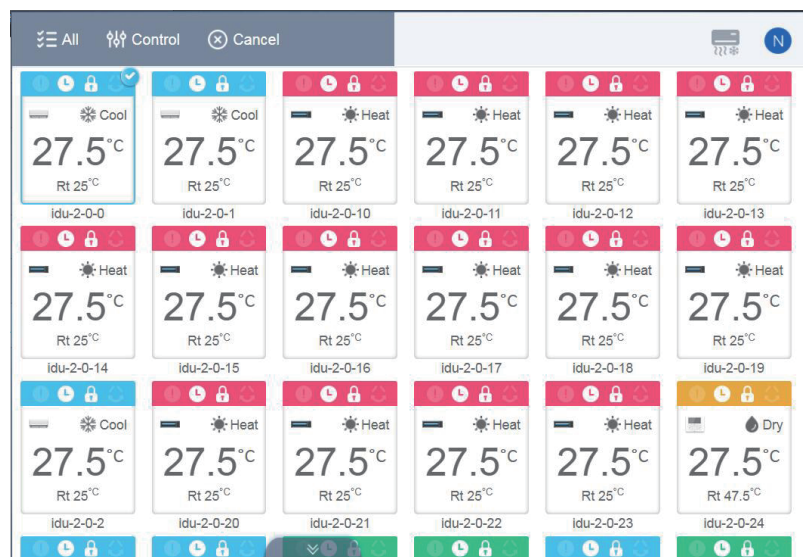 All Control Cancel N
Cool Cool Heat Heat Heat Heat
27.5°C 27.5°C 27.5°C 27.5°C 27.5°C 27.5°C
Rt 25°C Rt 25°C Rt 25°C Rt 25°C Rt 25°C Rt 25°C
idu-2-0-0 idu-2-0-1 idu-2-0-10 idu-2-0-11 idu-2-0-12 idu-2-0-13
Heat Heat Heat Heat Heat Heat
27.5°C 27.5°C 27.5°C 27.5°C 27.5°C 27.5°C
Rt 25°C Rt 25°C Rt 25°C Rt 25°C Rt 25°C Rt 25°C
idu-2-0-14 idu-2-0-15 idu-2-0-16 idu-2-0-17 idu-2-0-18 idu-2-0-19
Cool Heat Heat Heat Heat Dry
27.5°C 27.5°C 27.5°C 27.5°C 27.5°C 27.5°C
Rt 25°C Rt 25°C Rt 25°C Rt 25°C Rt 25°C Rt 47.5°C
idu-2-0-2 idu-2-0-20 idu-2-0-21 idu-2-0-22 idu-2-0-23 idu-2-0-24